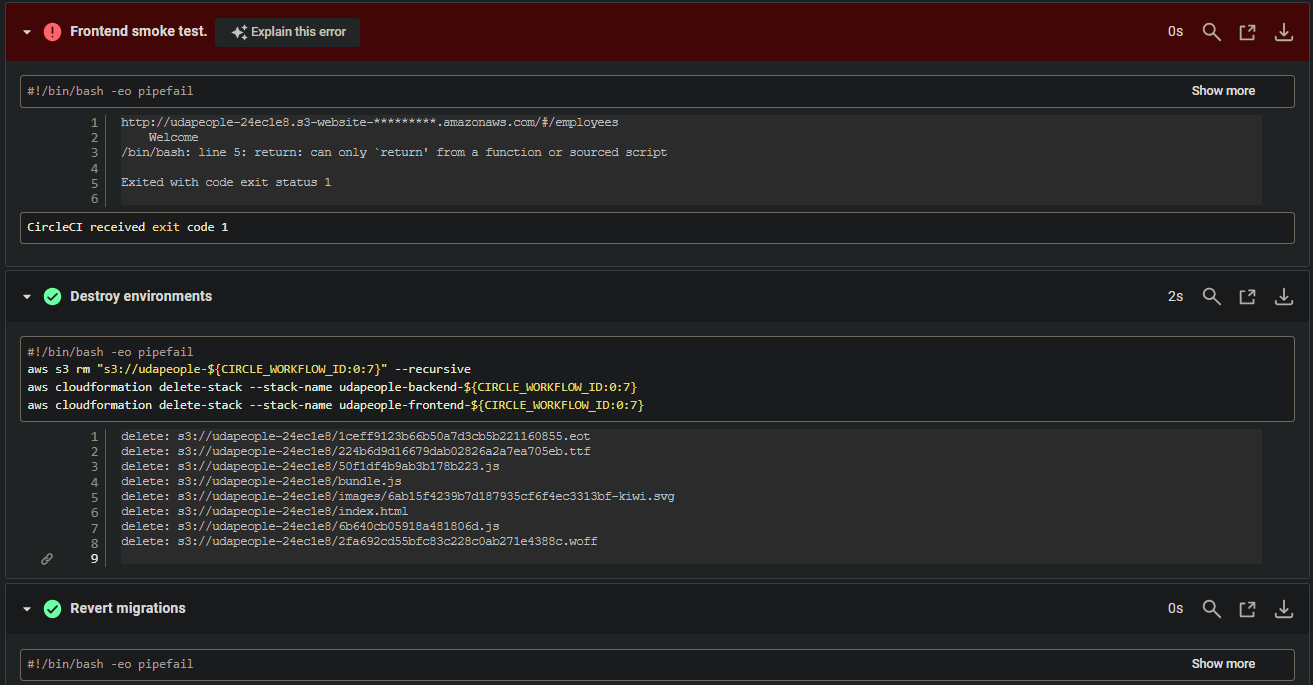 Frontend smoke test. Explain this error 0s
#!/bin/bash -eo pipefail Show more
1 http://udapeople-24ec1e8.s3-website-*********.amazonaws.com/#/employees
2 Welcome
3 /bin/bash: line 5: return: can only `return' from a function or sourced script
4
5 Exited with code exit status 1
6
CircleCI received exit code 1
Destroy environments 2s
#!/bin/bash -eo pipefail
aws s3 rm "s3://udapeople-${CIRCLE_WORKFLOW_ID:0:7}" --recursive
aws cloudformation delete-stack --stack-name udapeople-backend-${CIRCLE_WORKFLOW_ID:0:7}
aws cloudformation delete-stack --stack-name udapeople-frontend-${CIRCLE_WORKFLOW_ID:0:7}
1 delete: s3://udapeople-24ec1e8/1ceff9123b66b50a7d3cb5b221160855.eot
2 delete: s3://udapeople-24ec1e8/224b6d9d16679dab02826a2a7ea705eb.ttf
3 delete: s3://udapeople-24ec1e8/50f1df4b9ab3b178b223.js
4 delete: s3://udapeople-24ec1e8/bundle.js
5 delete: s3://udapeople-24ec1e8/images/6ab15f4239b7d187935cf6f4ec3313bf-kiwi.svg
6 delete: s3://udapeople-24ec1e8/index.html
7 delete: s3://udapeople-24ec1e8/6b640cb05918a481806d.js
8 delete: s3://udapeople-24ec1e8/2fa692cd55bfc83c228c0ab271e4388c.woff
9
Revert migrations 0s
#!/bin/bash -eo pipefail Show more